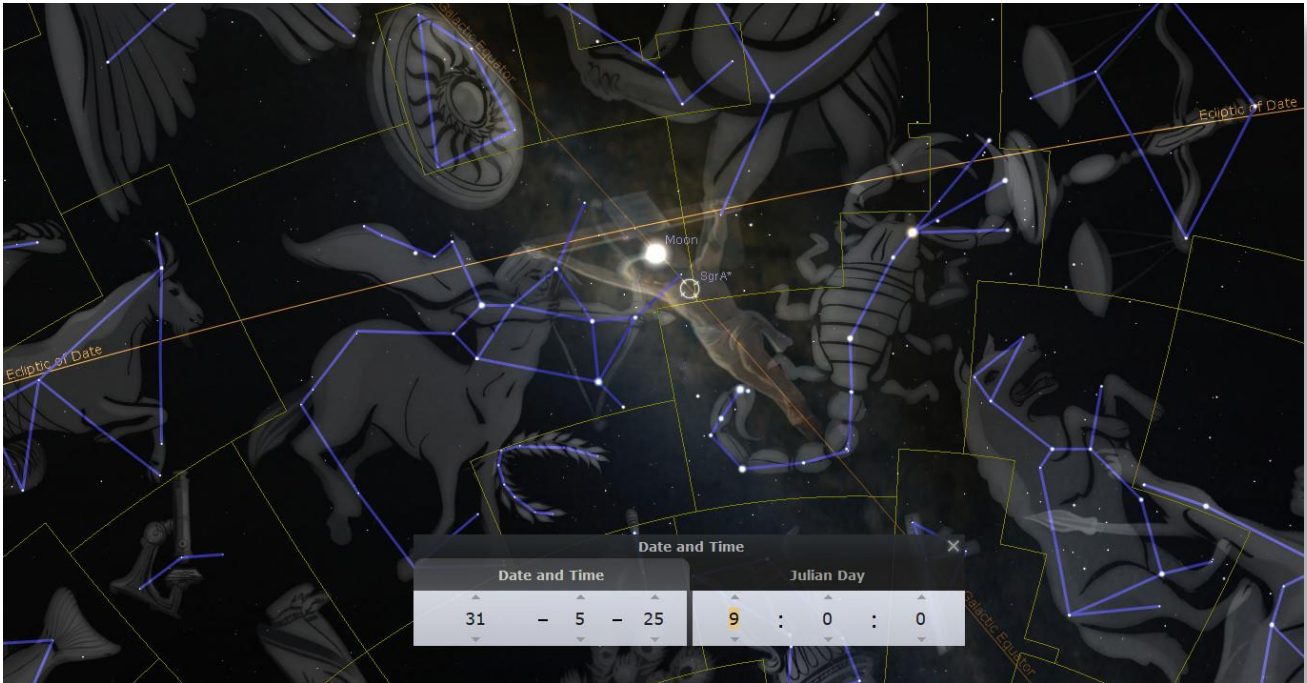 Galactic Equator
Ecliptic of Date
Moon
SgrA*
Ecliptic of Date
Date and Time ×
Date and Time Julian Day
31 – 5 – 25 9 : 0 : 0
Galactic Equator